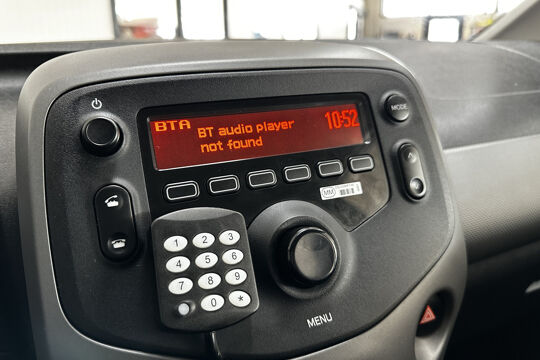 BTA
BT audio player
not found
10:52
MODE
MM
1 2 3
4 5 6
7 8 9
0 *
MENU